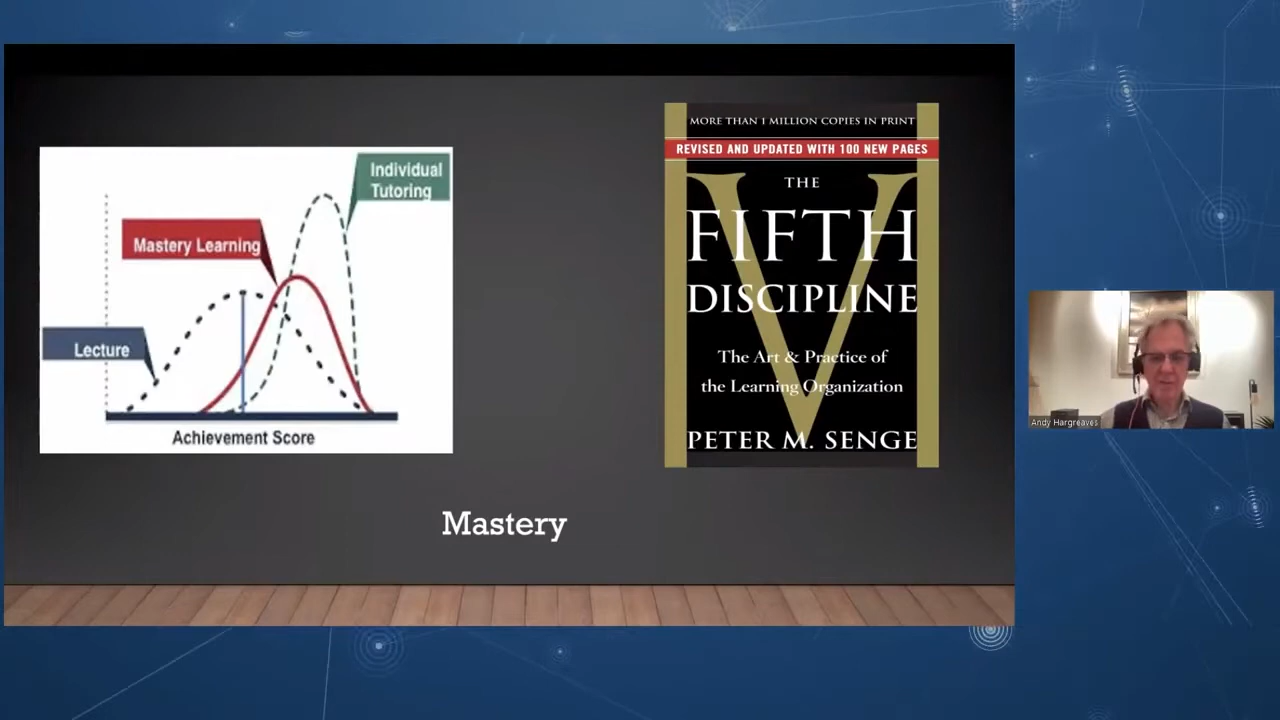 Individual
Tutoring
Mastery Learning
Lecture
Achievement Score
MORE THAN 1 MILLION COPIES IN PRINT
REVISED AND UPDATED WITH 100 NEW PAGES
THE
FIFTH
DISCIPLINE
The Art & Practice of
the Learning Organization
PETER M. SENGE
Mastery
Andy Hargreaves